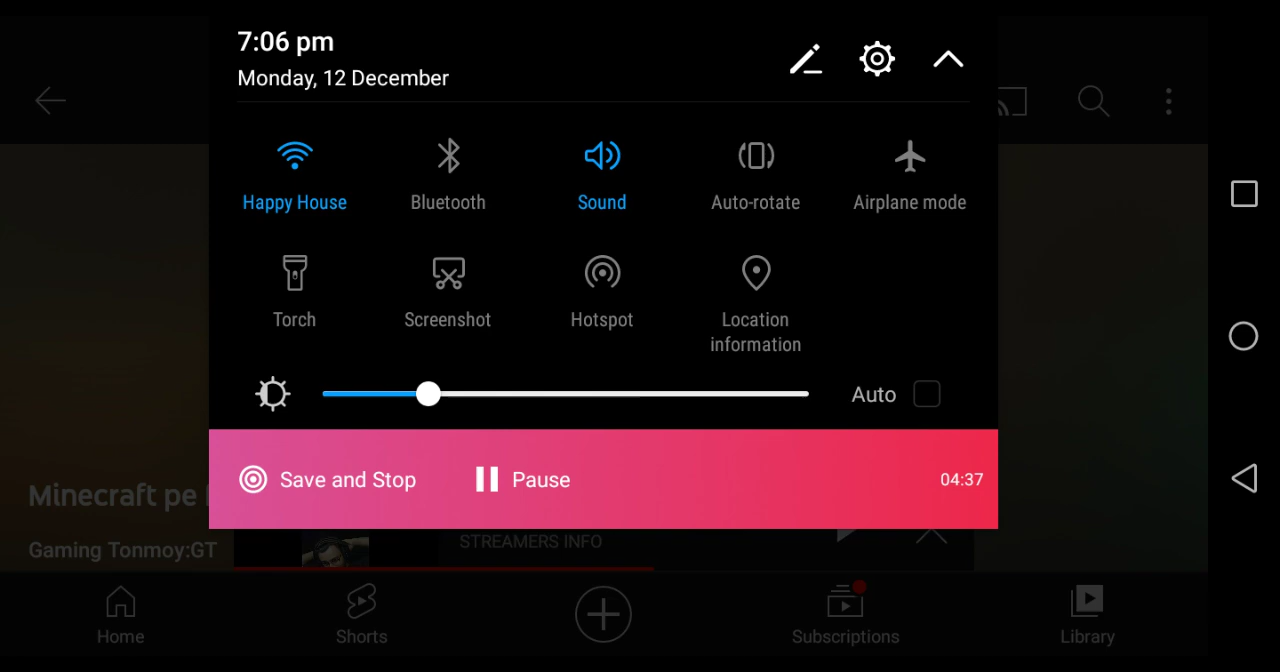 7:06 pm
Monday, 12 December
Happy House
Bluetooth
Sound
Auto-rotate
Airplane mode
Torch
Screenshot
Hotspot
Location
information
Auto
Save and Stop
Pause
04:37
Minecraft pe
Gaming Tonmoy:GT
STREAMERS INFO
Home
Shorts
Subscriptions
Library